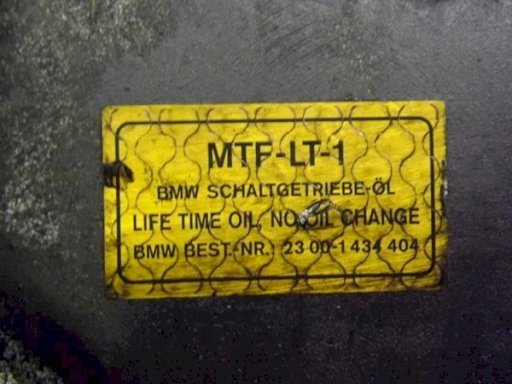 MTF-LT-1
BMW SCHALTGETRIEBE-ÖL
LIFE TIME OIL, NO OIL CHANGE
BMW BEST.-NR.: 23 00-1 434 404